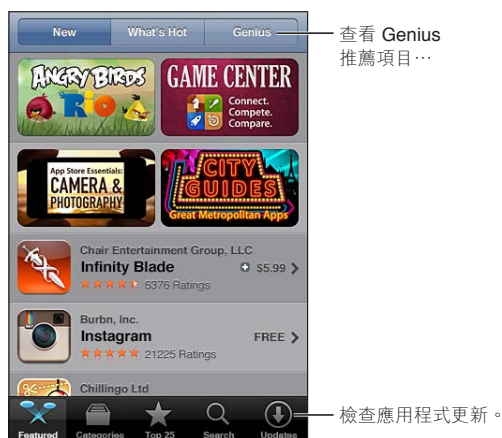 New
What's Hot
Genius
查看 Genius
推薦項目…
ANGRY BIRDS
RIO
GAME CENTER
Connect.
Compete.
Compare.
App Store Essentials:
CAMERA &
PHOTOGRAPHY
CITY
GUIDES
Great Metropolitan Apps
Chair Entertainment Group, LLC
Infinity Blade
$5.99
6376 Ratings
Burbn, Inc.
Instagram
FREE
21225 Ratings
Chillingo Ltd
Featured
Categories
Top 25
Search
Updates
檢查應用程式更新。